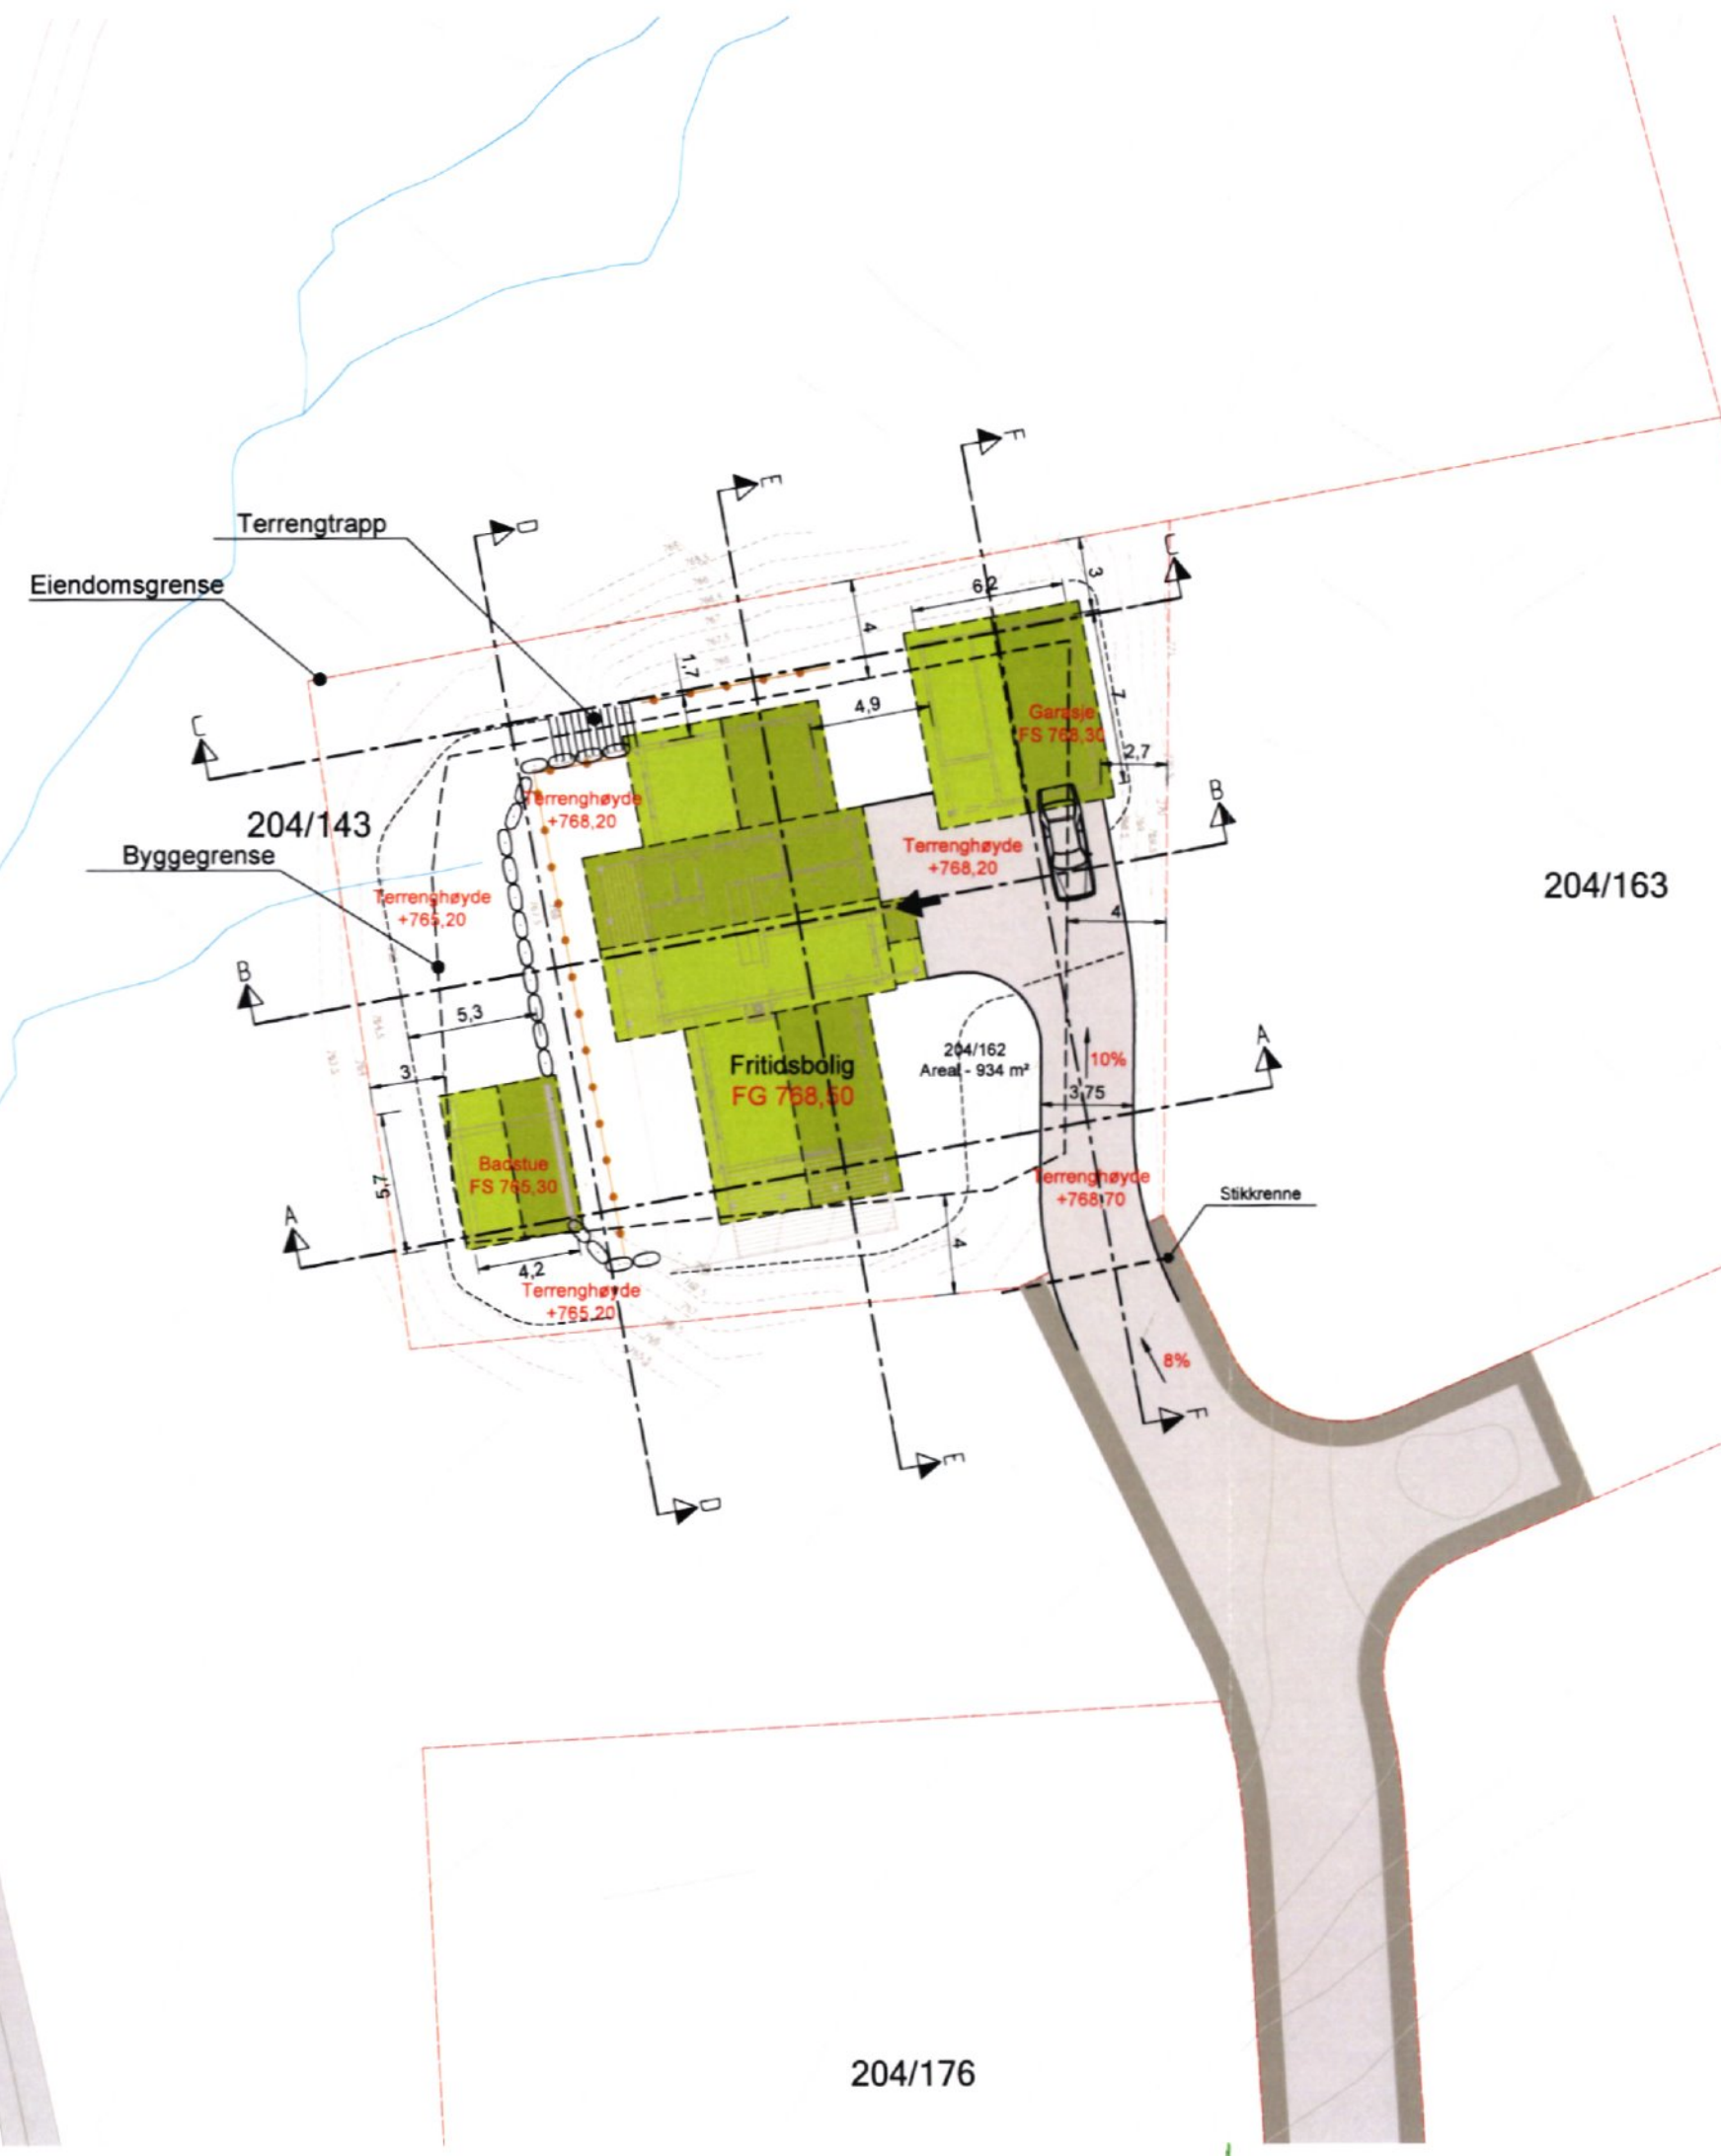 F
E
Terrengtrapp
D
C
Eiendomsgrense
3
6,2
4
1,7
7
4,9
Garasje
FS 768,30
C
2,7
B
Terrenghøyde
+768,20
204/143
Byggegrense
Terrenghøyde
+768,20
204/163
Terrenghøyde
+765,20
4
B
5,3
A
204/162
Areal - 934 m²
10%
Fritidsbolig
FG 768,50
3
3,75
Badstue
FS 765,30
5,7
Terrenghøyde
+768,70
Stikkrenne
A
4
4,2
Terrenghøyde
+765,20
8%
F
E
D
204/176